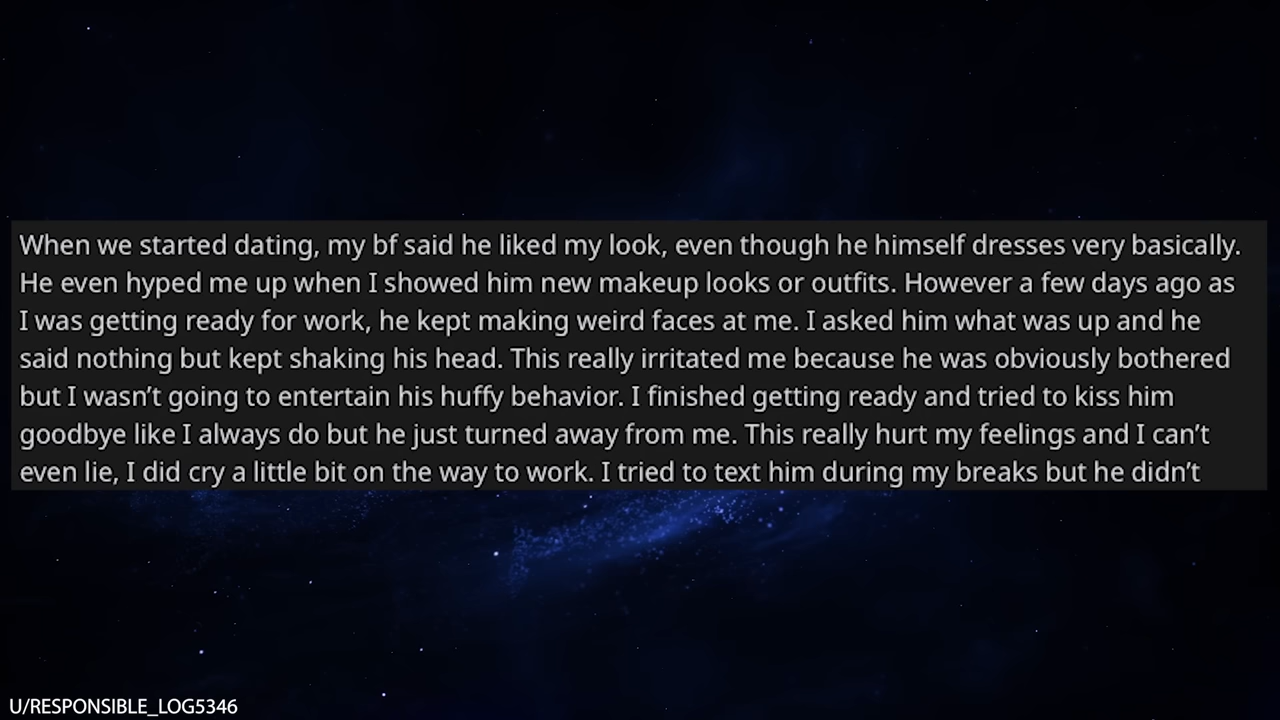 When we started dating, my bf said he liked my look, even though he himself dresses very basically.
He even hyped me up when I showed him new makeup looks or outfits. However a few days ago as
I was getting ready for work, he kept making weird faces at me. I asked him what was up and he
said nothing but kept shaking his head. This really irritated me because he was obviously bothered
but I wasn’t going to entertain his huffy behavior. I finished getting ready and tried to kiss him
goodbye like I always do but he just turned away from me. This really hurt my feelings and I can’t
even lie, I did cry a little bit on the way to work. I tried to text him during my breaks but he didn’t
U/RESPONSIBLE_LOG5346